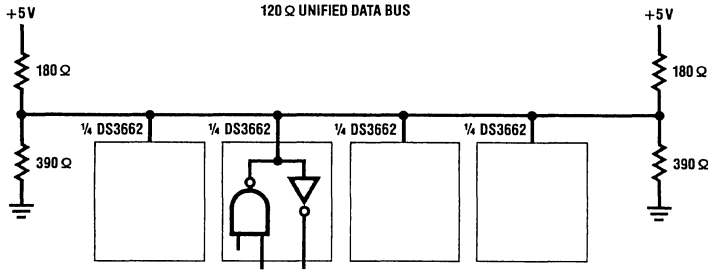 120 Ω UNIFIED DATA BUS
+5V
+5V
180 Ω
180 Ω
¼ DS3662
¼ DS3662
¼ DS3662
¼ DS3662
390 Ω
390 Ω